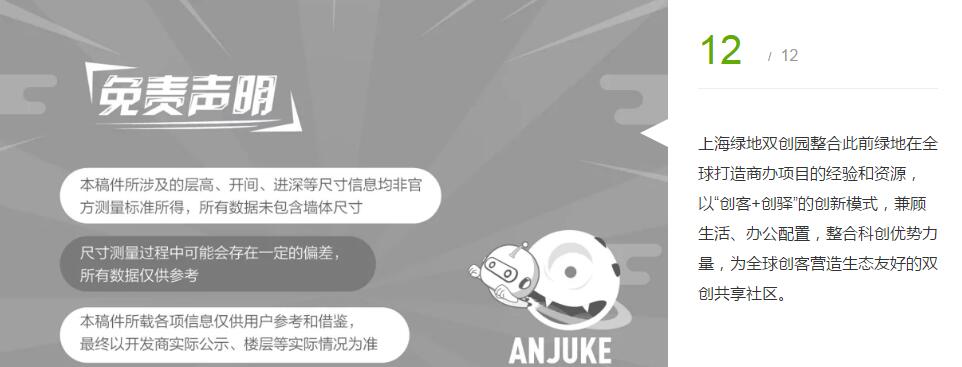 免责声明
本稿件所涉及的层高、开间、进深等尺寸信息均非官
方测量标准所得，所有数据未包含墙体尺寸
尺寸测量过程中可能会存在一定的偏差，
所有数据仅供参考
本稿件所载各项信息仅供用户参考和借鉴，
最终以开发商实际公示、楼层等实际情况为准
ANJUKE
12 / 12
上海绿地双创园整合此前绿地在全
球打造商办项目的经验和资源，
以“创客+创驿”的创新模式，兼顾
生活、办公配置，整合科创优势力
量，为全球创客营造生态友好的双
创共享社区。